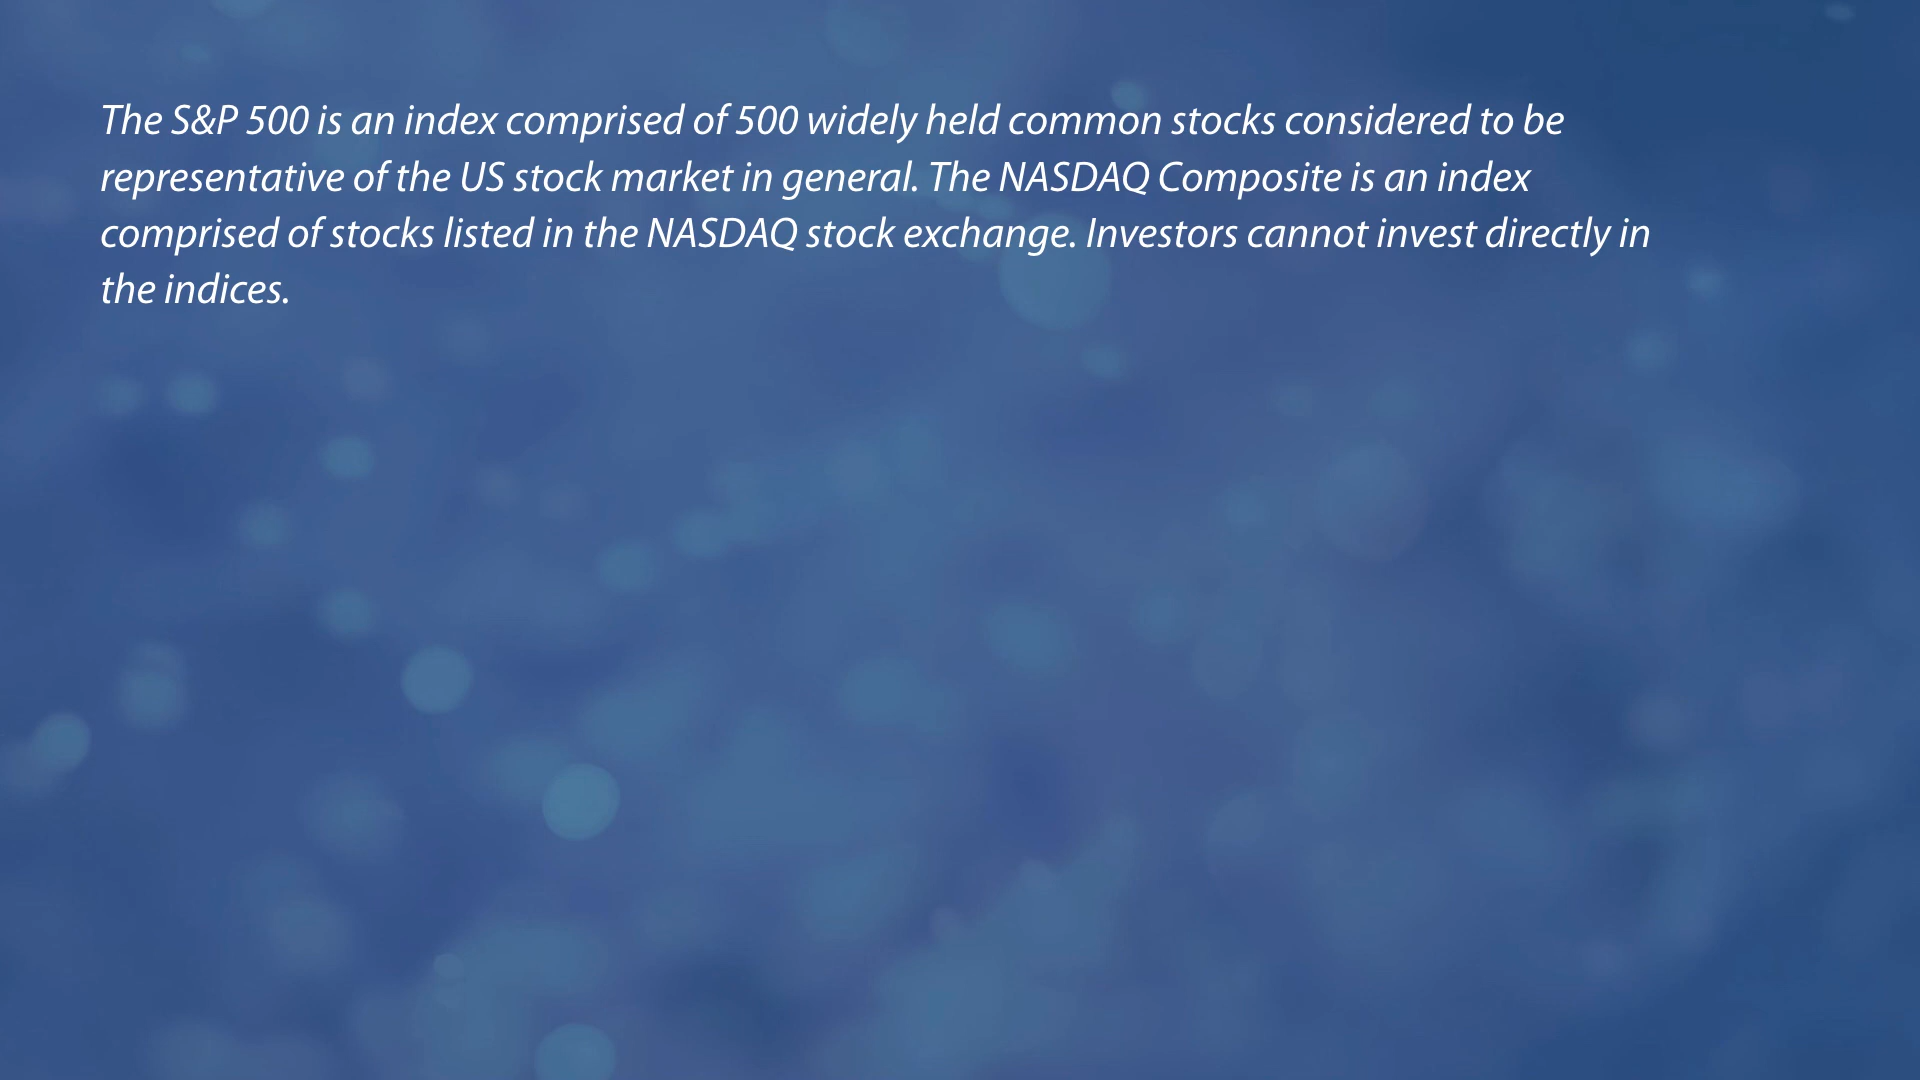 The S&P 500 is an index comprised of 500 widely held common stocks considered to be
representative of the US stock market in general. The NASDAQ Composite is an index
comprised of stocks listed in the NASDAQ stock exchange. Investors cannot invest directly in
the indices.